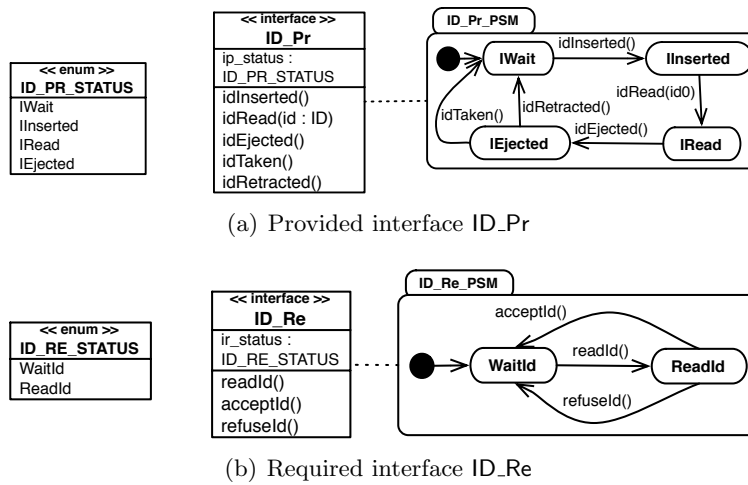 << enum >>
ID_PR_STATUS
IWait
IInserted
IRead
IEjected
<< interface >>
ID_Pr
ip_status :
ID_PR_STATUS
idInserted()
idRead(id : ID)
idEjected()
idTaken()
idRetracted()
ID_Pr_PSM
IWait
idInserted()
IInserted
idRead(id0)
idRetracted()
idTaken()
idEjected()
IEjected
IRead
(a) Provided interface ID_Pr
<< enum >>
ID_RE_STATUS
WaitId
ReadId
<< interface >>
ID_Re
ir_status :
ID_RE_STATUS
readId()
acceptId()
refuseId()
ID_Re_PSM
acceptId()
WaitId
readId()
ReadId
refuseId()
(b) Required interface ID_Re